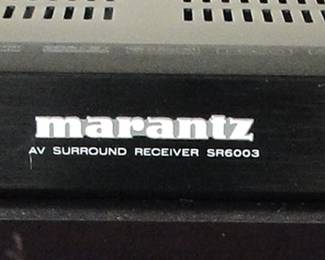 marantz
AV SURROUND RECEIVER SR6003